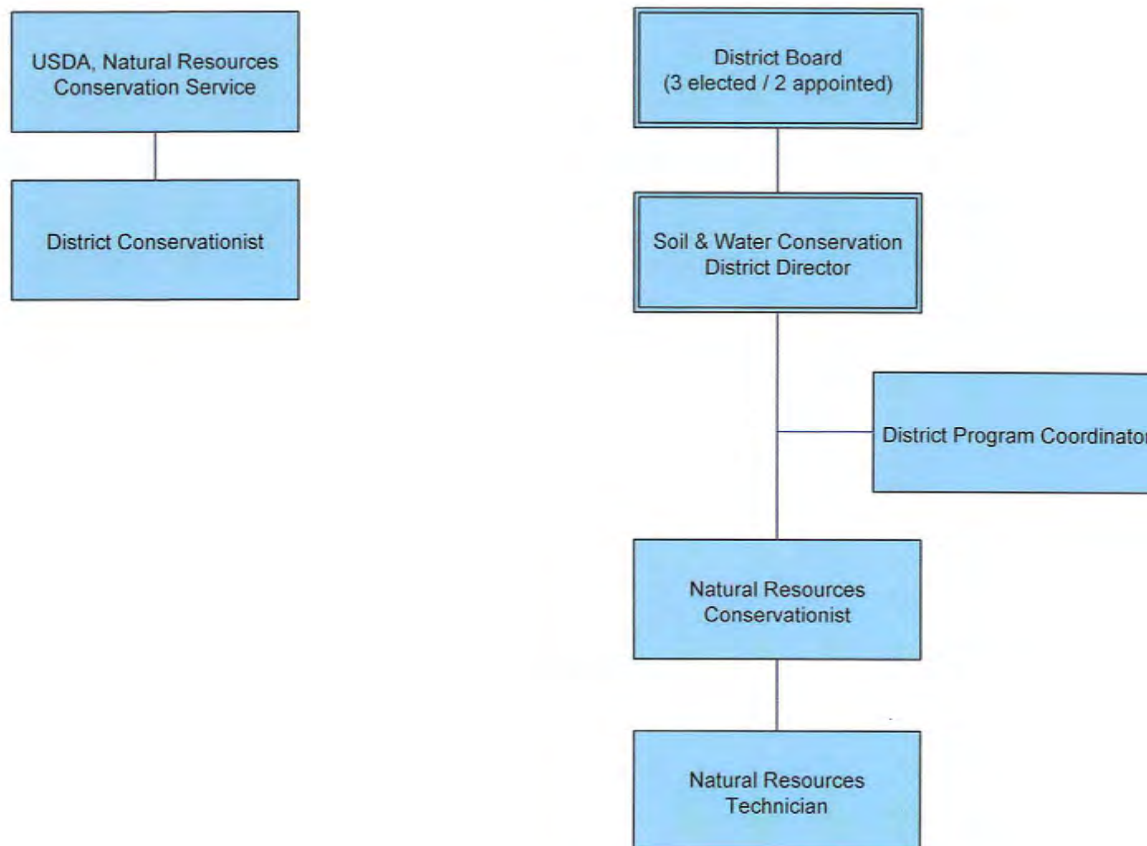 USDA, Natural Resources
Conservation Service
District Conservationist
District Board
(3 elected / 2 appointed)
Soil & Water Conservation
District Director
District Program Coordinator
Natural Resources
Conservationist
Natural Resources
Technician